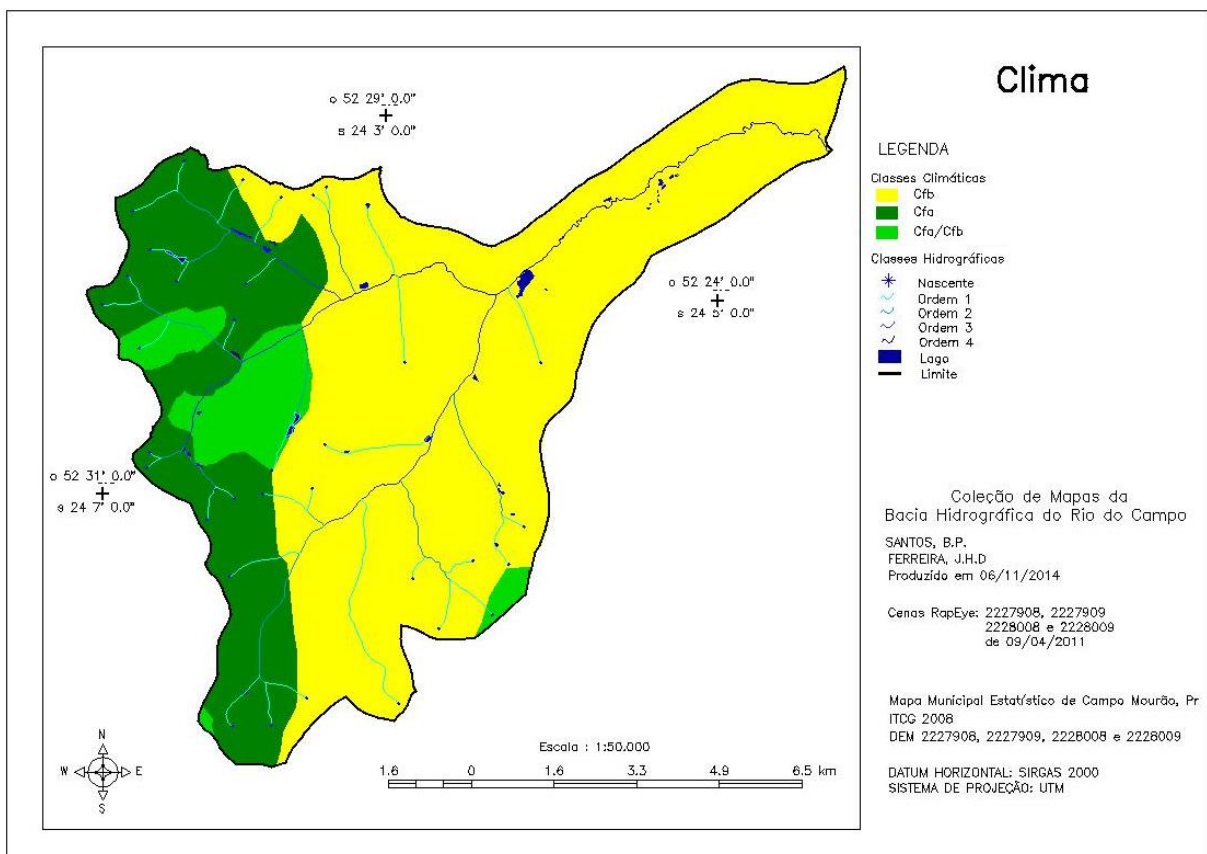 Clima
o 52 29' 0.0"
s 24 3' 0.0"
LEGENDA
Classes Climáticas
Cfb
Cfa
Cfa/Cfb
Classes Hidrográficas
Nascente
Ordem 1
Ordem 2
Ordem 3
Ordem 4
Lago
Limite
o 52 24' 0.0"
s 24 5' 0.0"
o 52 31' 0.0"
s 24 7' 0.0"
Coleção de Mapas da
Bacia Hidrográfica do Rio do Campo
SANTOS, B.P.
FERREIRA, J.H.D
Produzido em 06/11/2014
Cenas RapEye: 2227908, 2227909
2228008 e 2228009
de 09/04/2011
Mapa Municipal Estatístico de Campo Mourão, Pr
ITCG 2008
DEM 2227908, 2227909, 2228008 e 2228009
DATUM HORIZONTAL: SIRGAS 2000
SISTEMA DE PROJEÇÃO: UTM
N
W E
S
Escala : 1:50.000
1.6 0 1.6 3.3 4.9 6.5 km